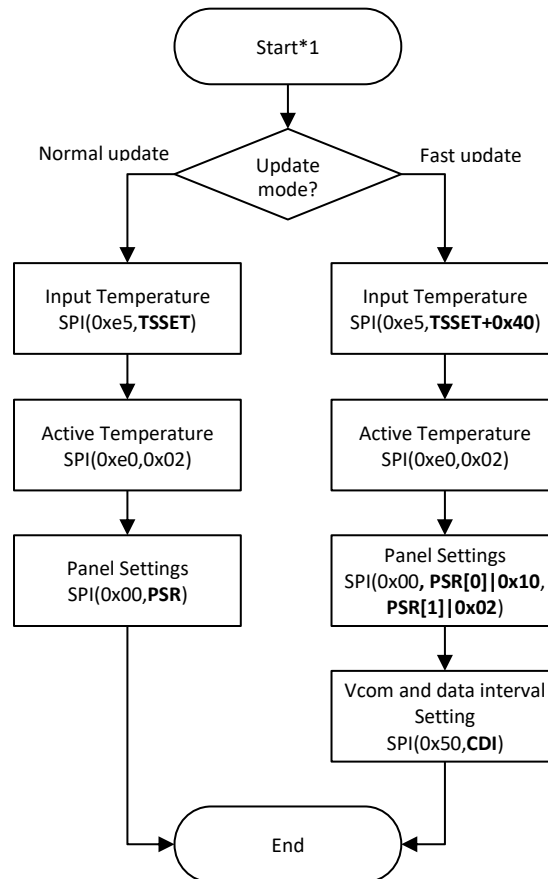 Start*1
Normal update
Update
mode?
Fast update
Input Temperature
SPI(0xe5,TSSET)
Active Temperature
SPI(0xe0,0x02)
Panel Settings
SPI(0x00,PSR)
Input Temperature
SPI(0xe5,TSSET+0x40)
Active Temperature
SPI(0xe0,0x02)
Panel Settings
SPI(0x00, PSR[0]|0x10,
PSR[1]|0x02)
Vcom and data interval
Setting
SPI(0x50,CDI)
End